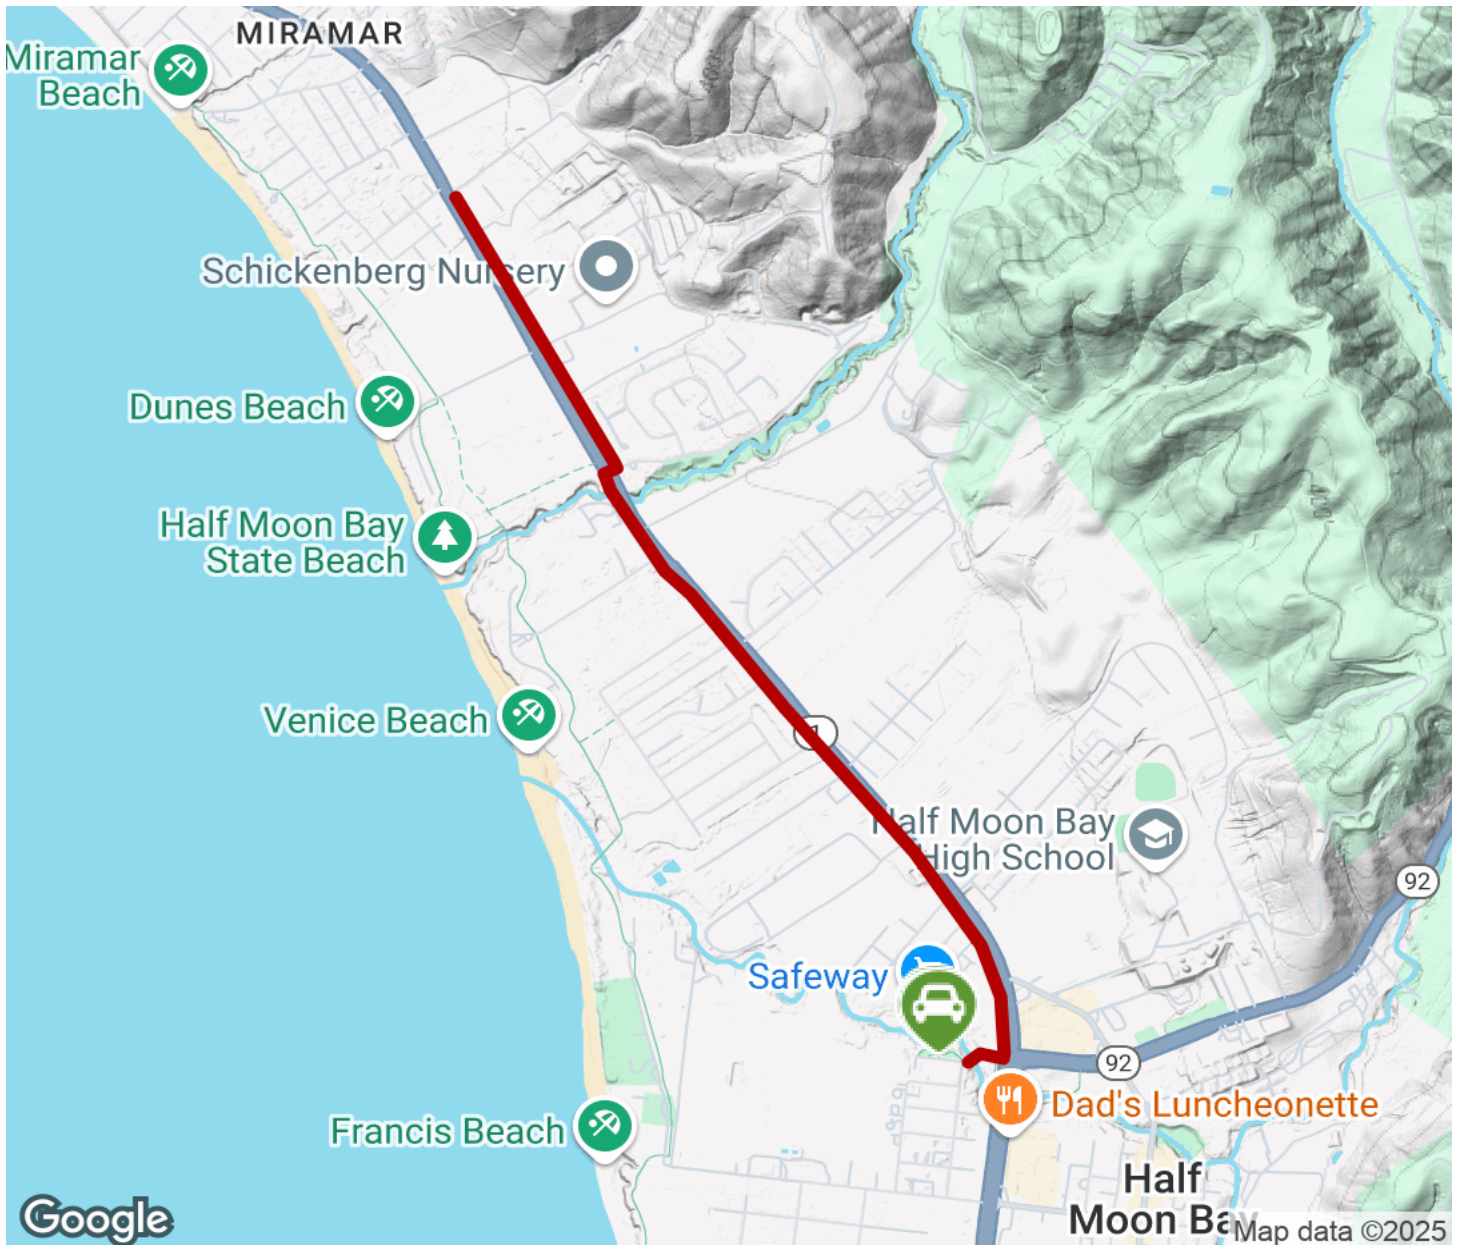 MIRAMAR
Miramar
Beach
Schickenberg Nursery
Dunes Beach
Half Moon Bay
State Beach
Venice Beach
1
Half Moon Bay
High School
92
Safeway
92
Dad's Luncheonette
Francis Beach
Half
Moon Bay
Google
Map data ©2025